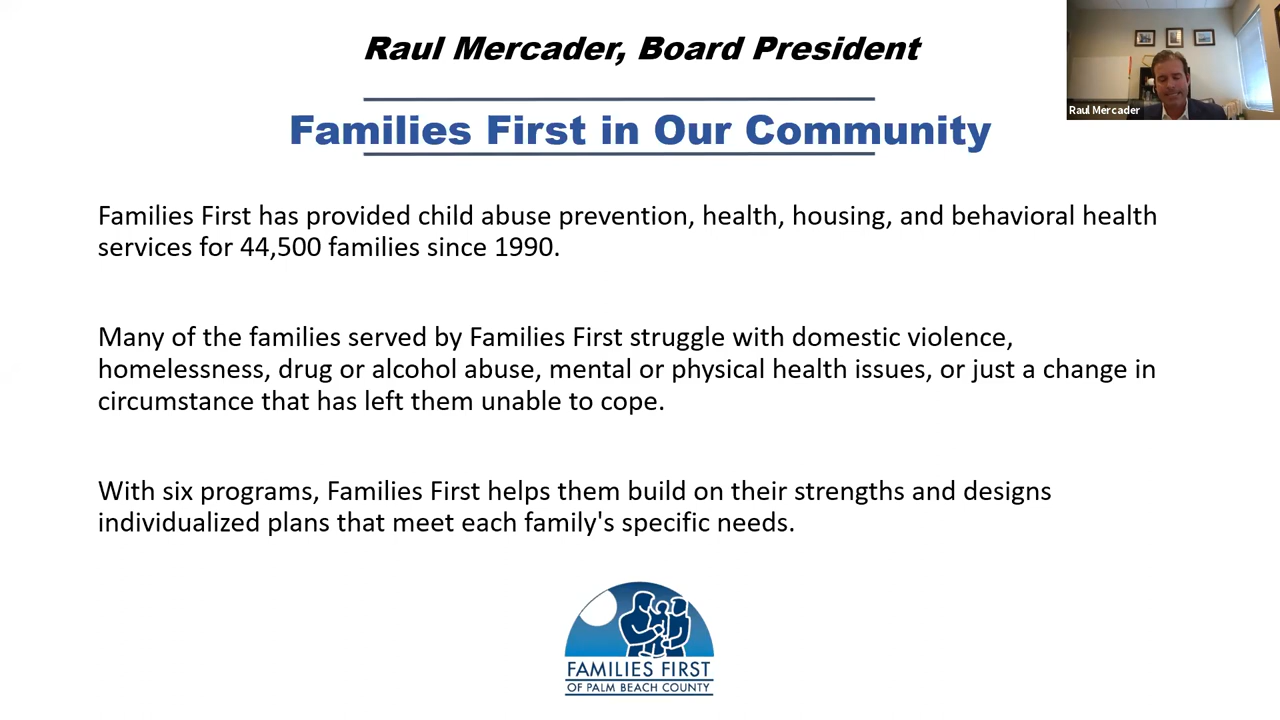 Raul Mercader, Board President
Raul Mercader
Families First in Our Community
Families First has provided child abuse prevention, health, housing, and behavioral health
services for 44,500 families since 1990.
Many of the families served by Families First struggle with domestic violence,
homelessness, drug or alcohol abuse, mental or physical health issues, or just a change in
circumstance that has left them unable to cope.
With six programs, Families First helps them build on their strengths and designs
individualized plans that meet each family's specific needs.
FAMILIES FIRST
OF PALM BEACH COUNTY